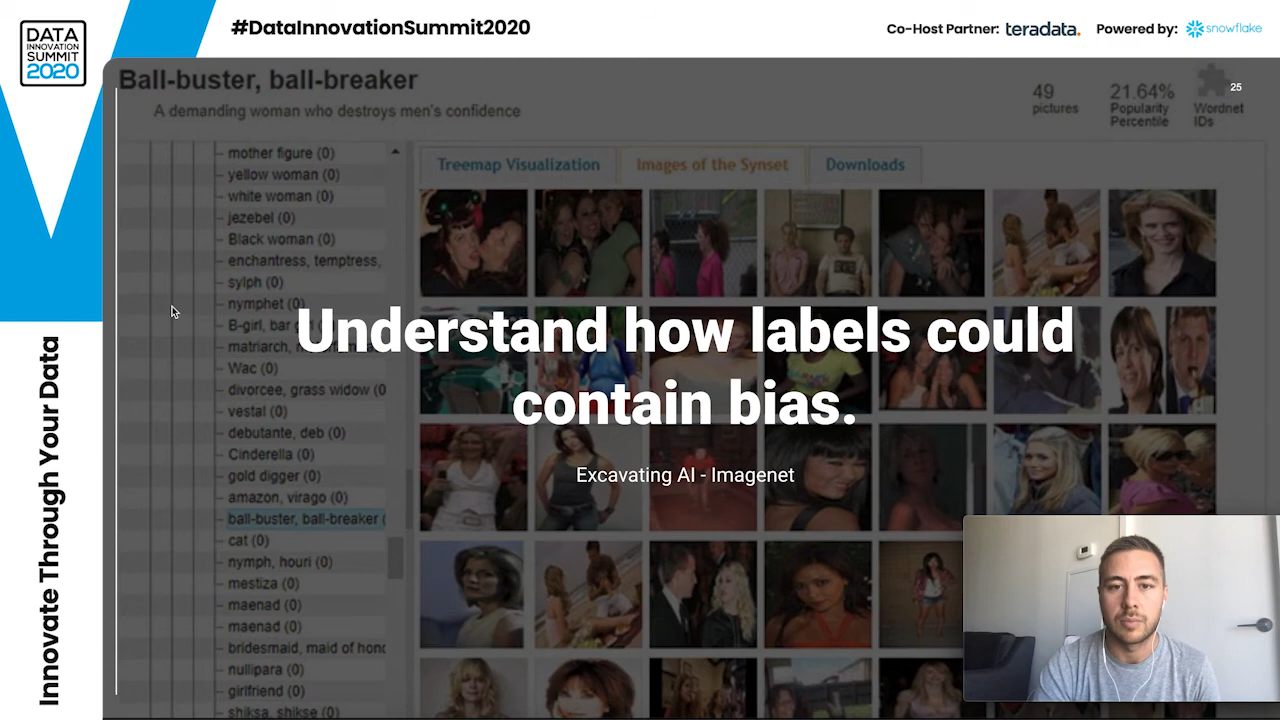 DATA
INNOVATION
SUMMIT
2020
#DataInnovationSummit2020
Co-Host Partner: teradata.
Powered by: snowflake
Innovate Through Your Data
Ball-buster, ball-breaker
A demanding woman who destroys men's confidence
49
pictures
21.64%
Popularity
Percentile
Wordnet
IDs
25
mother figure (0)
yellow woman (0)
white woman (0)
jezebel (0)
Black woman (0)
enchantress, temptress,
sylph (0)
nymphet (0)
B-girl, bar
matriarch,
Wac (0)
divorcee, grass widow (0
vestal (0)
debutante, deb (0)
Cinderella (0)
gold digger (0)
amazon, virago (0)
ball-buster, ball-breaker (
cat (0)
nymph, houri (0)
mestiza (0)
maenad (0)
maenad (0)
bridesmaid, maid of hono
nullipara (0)
girlfriend (0)
shiksa, shikse (0)
Treemap Visualization
Images of the Synset
Downloads
Understand how labels could
contain bias.
Excavating AI - Imagenet